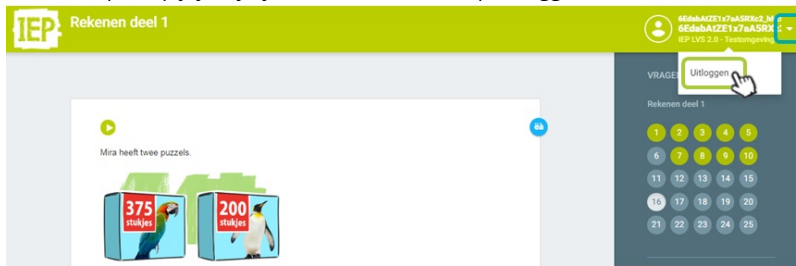 IEP
Rekenen deel 1
6EdabAtZE1x7aASRXc2
6EdabAtZE1x7aASRX
IEP LVS 2.0 - Testomgeving
Uitloggen
VRAGE
Rekenen deel 1
Mira heeft twee puzzels.
375
stukjes
200
stukjes
1 2 3 4 5
6 7 8 9 10
11 12 13 14 15
16 17 18 19 20
21 22 23 24 25